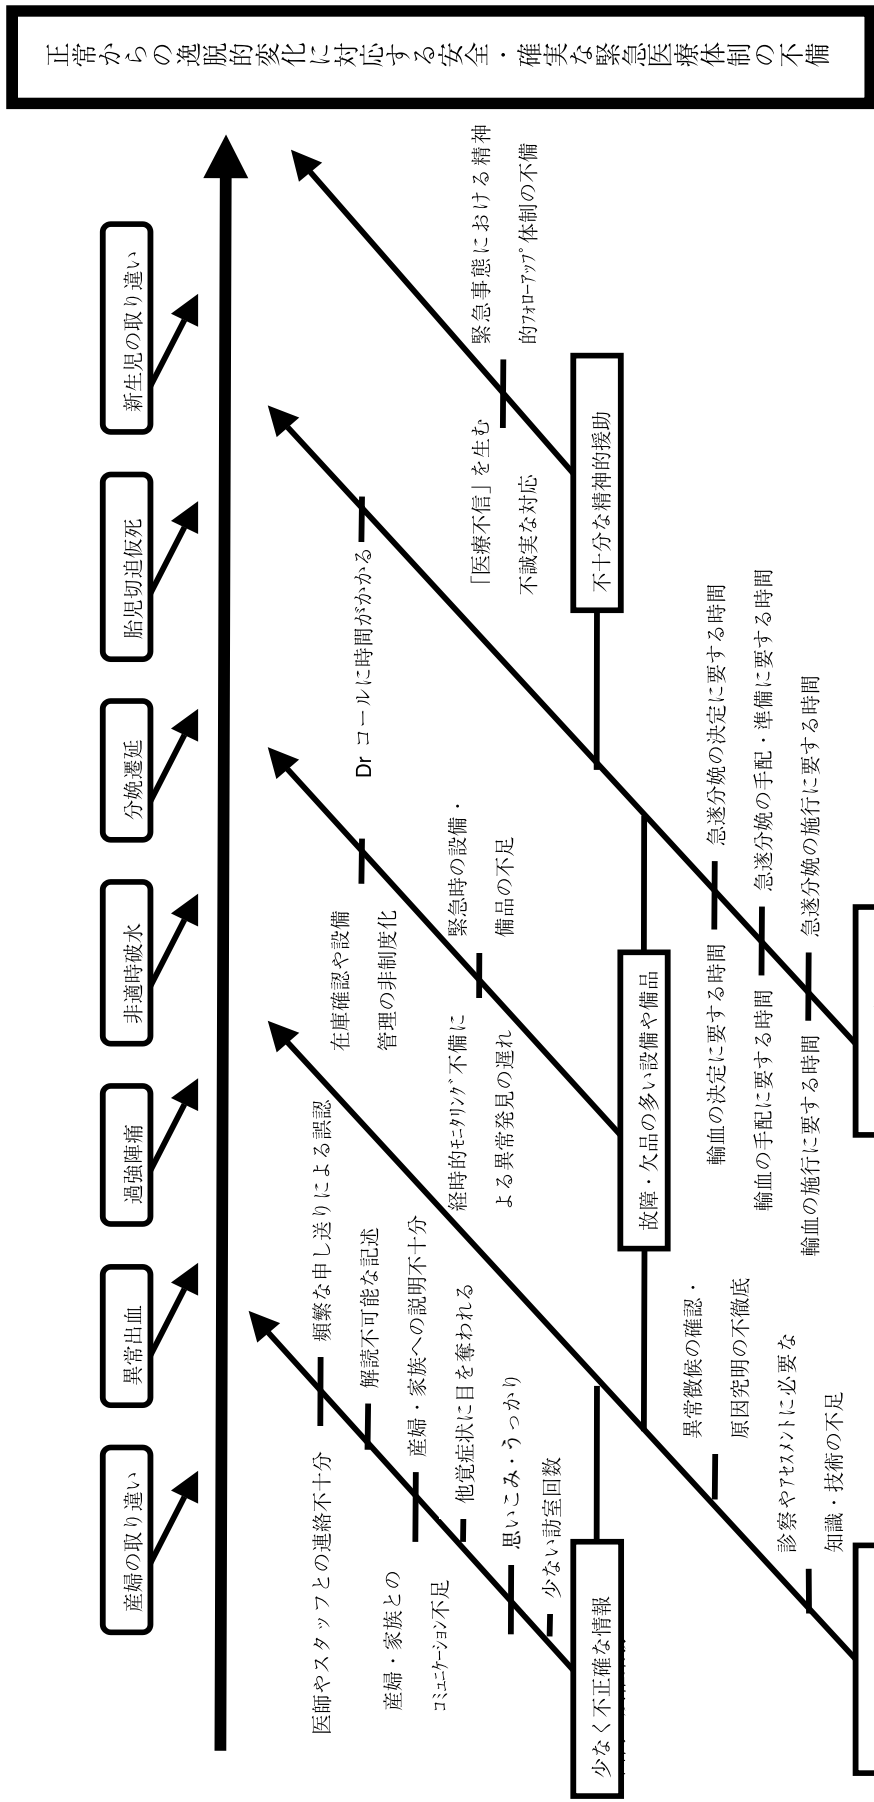 正常からの逸脱的変化に対応する安全・確実な緊急医療体制の不備
産婦の取り違い
異常出血
過強陣痛
非適時破水
分娩遷延
胎児切迫仮死
新生児の取り違い
医師やスタッフとの連絡不十分
頻繁な申し送りによる誤認
解読不可能な記述
産婦・家族との
コミュニケーション不足
産婦・家族への説明不十分
他覚症状に目を奪われる
思いこみ・うっかり
少ない訪室回数
少なく不正確な情報
異常徴候の確認・
原因究明の不徹底
診察やアセスメントに必要な
知識・技術の不足
在庫確認や設備
管理の非制度化
経時的モニタリング不備に
よる異常発見の遅れ
緊急時の設備・
備品の不足
故障・欠品の多い設備や備品
Dr コールに時間がかかる
輸血の決定に要する時間
輸血の手配に要する時間
輸血の施行に要する時間
急遂分娩の決定に要する時間
急遂分娩の手配・準備に要する時間
急遂分娩の施行に要する時間
「医療不信」を生む
不誠実な対応
緊急事態における精神
的フォローアップ体制の不備
不十分な精神的援助